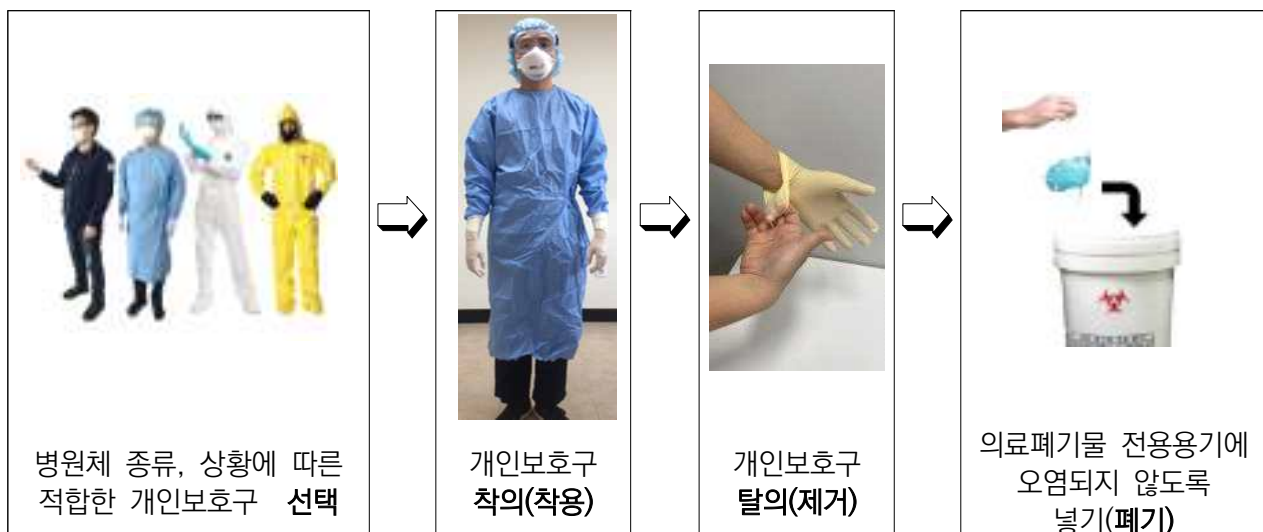 병원체 종류, 상황에 따른
적합한 개인보호구 선택
개인보호구
착의(착용)
개인보호구
탈의(제거)
의료폐기물 전용용기에
오염되지 않도록
넣기(폐기)